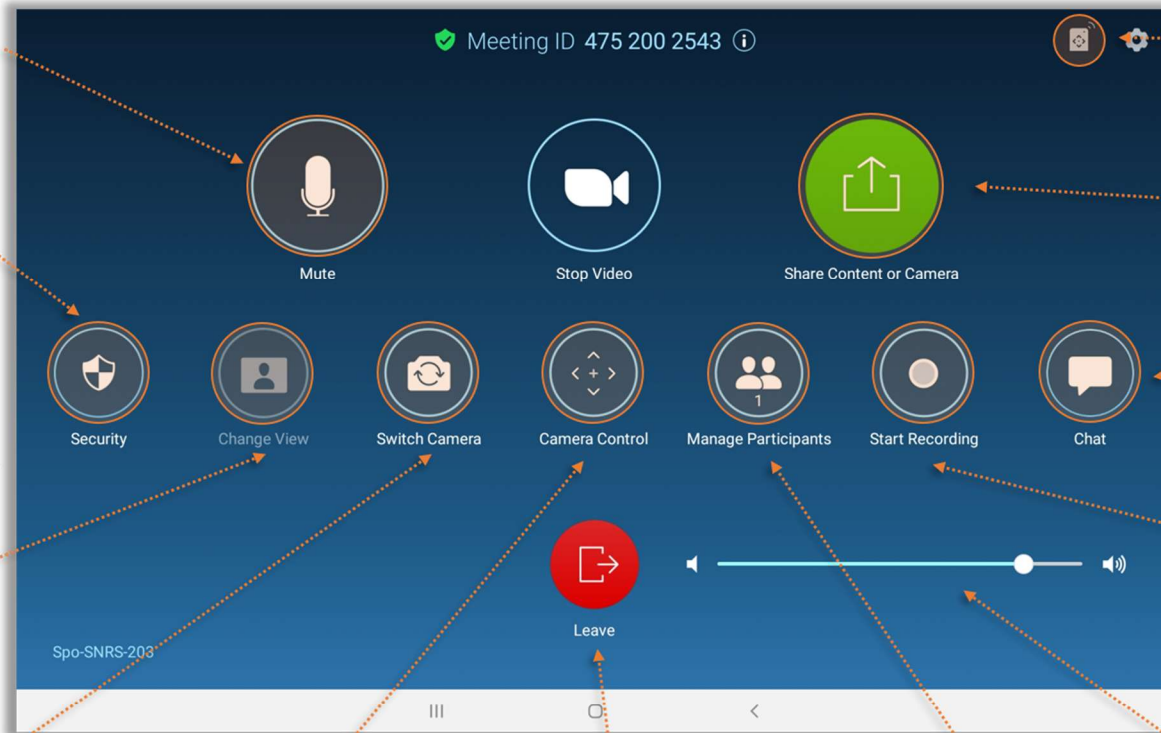 Meeting ID 475 200 2543
Mute
Stop Video
Share Content or Camera
1
Security
Change View
Switch Camera
Camera Control
Manage Participants
Start Recording
Chat
Leave
Spo-SNRS-203